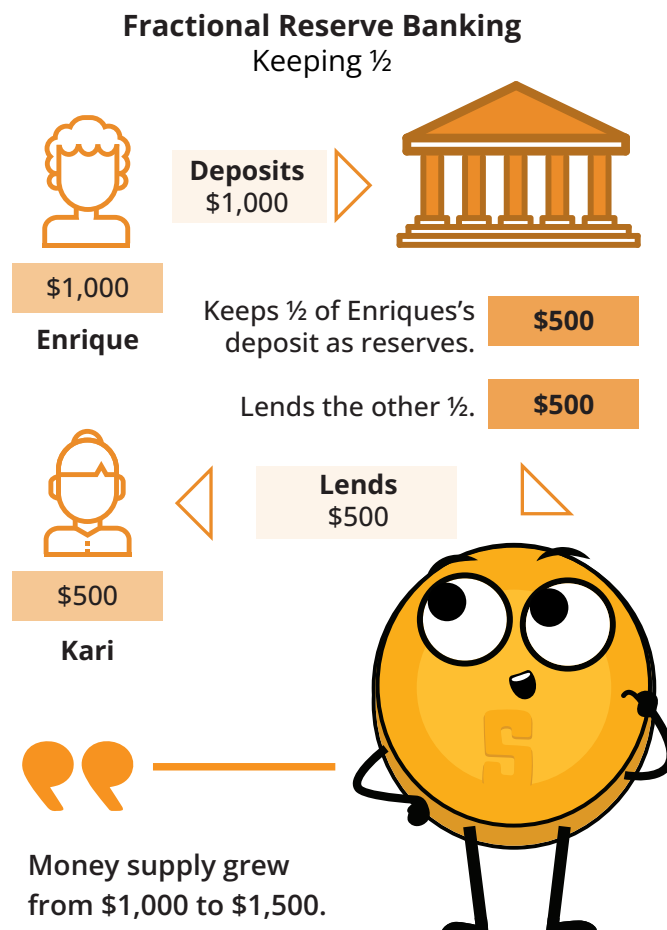 Fractional Reserve Banking
Keeping ½
Deposits
$1,000
$1,000
Enrique
Keeps ½ of Enriques’s
deposit as reserves.
$500
Lends the other ½.
$500
Lends
$500
$500
Kari
S
Money supply grew
from $1,000 to $1,500.